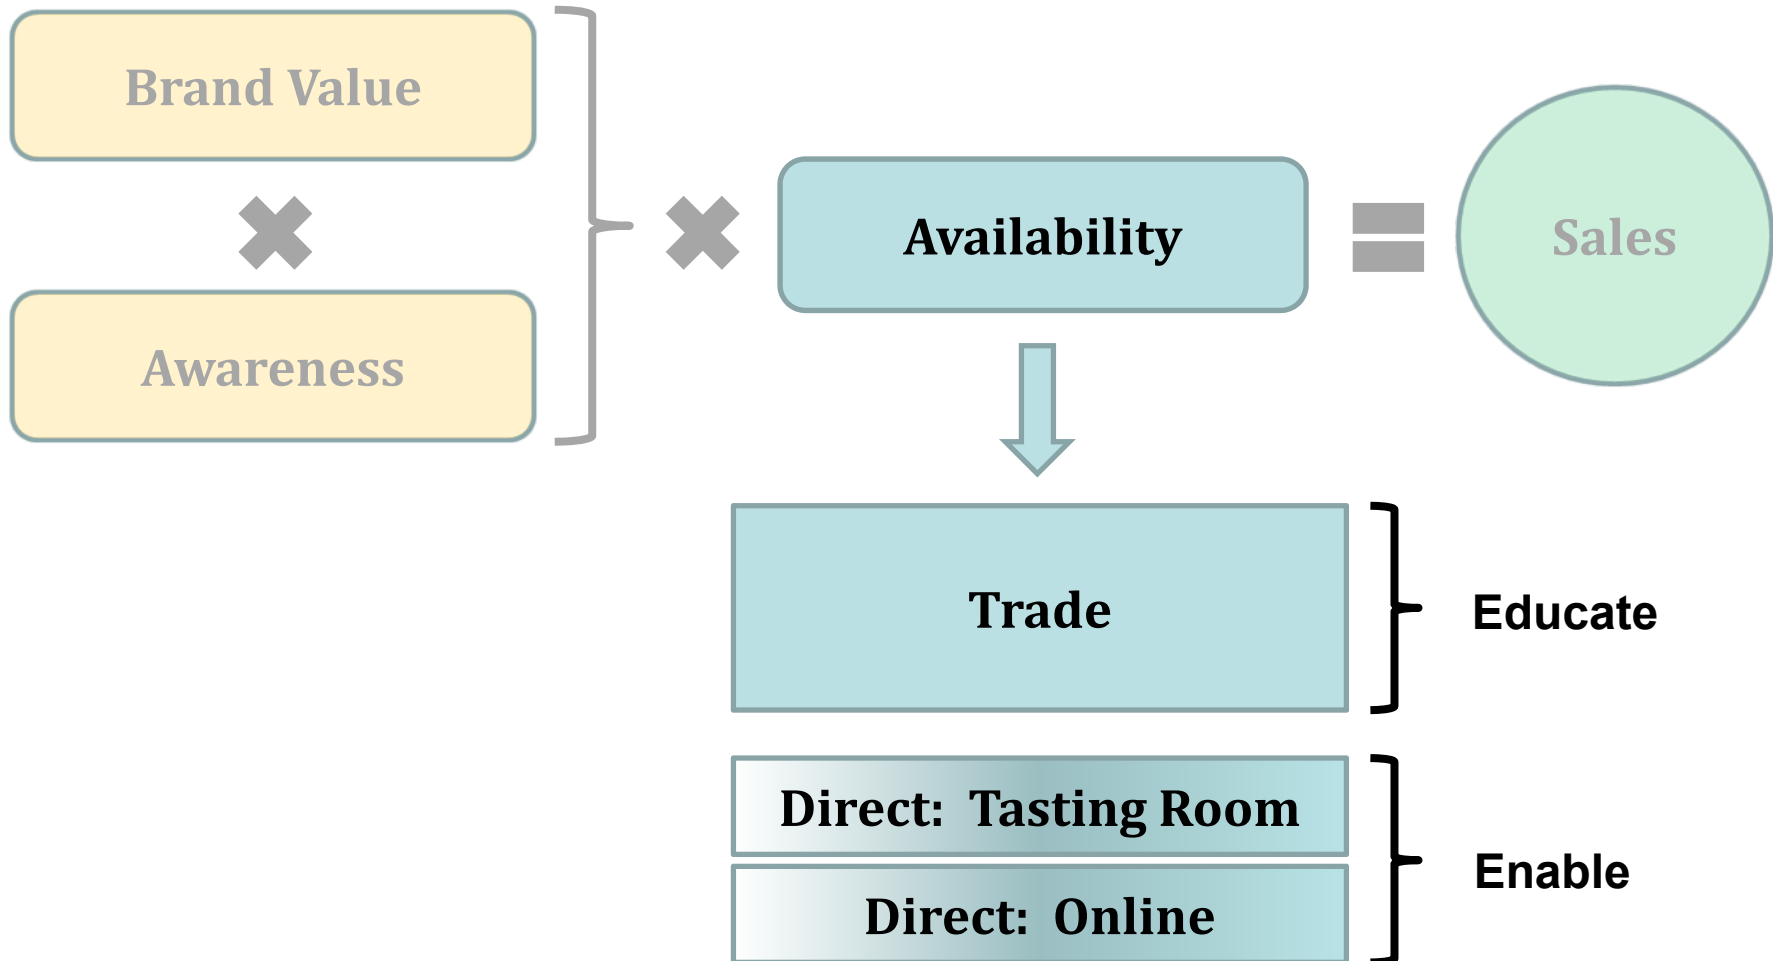 Brand Value
Awareness
Availability
Sales
Trade
Educate
Direct:  Tasting Room
Direct:  Online
Enable